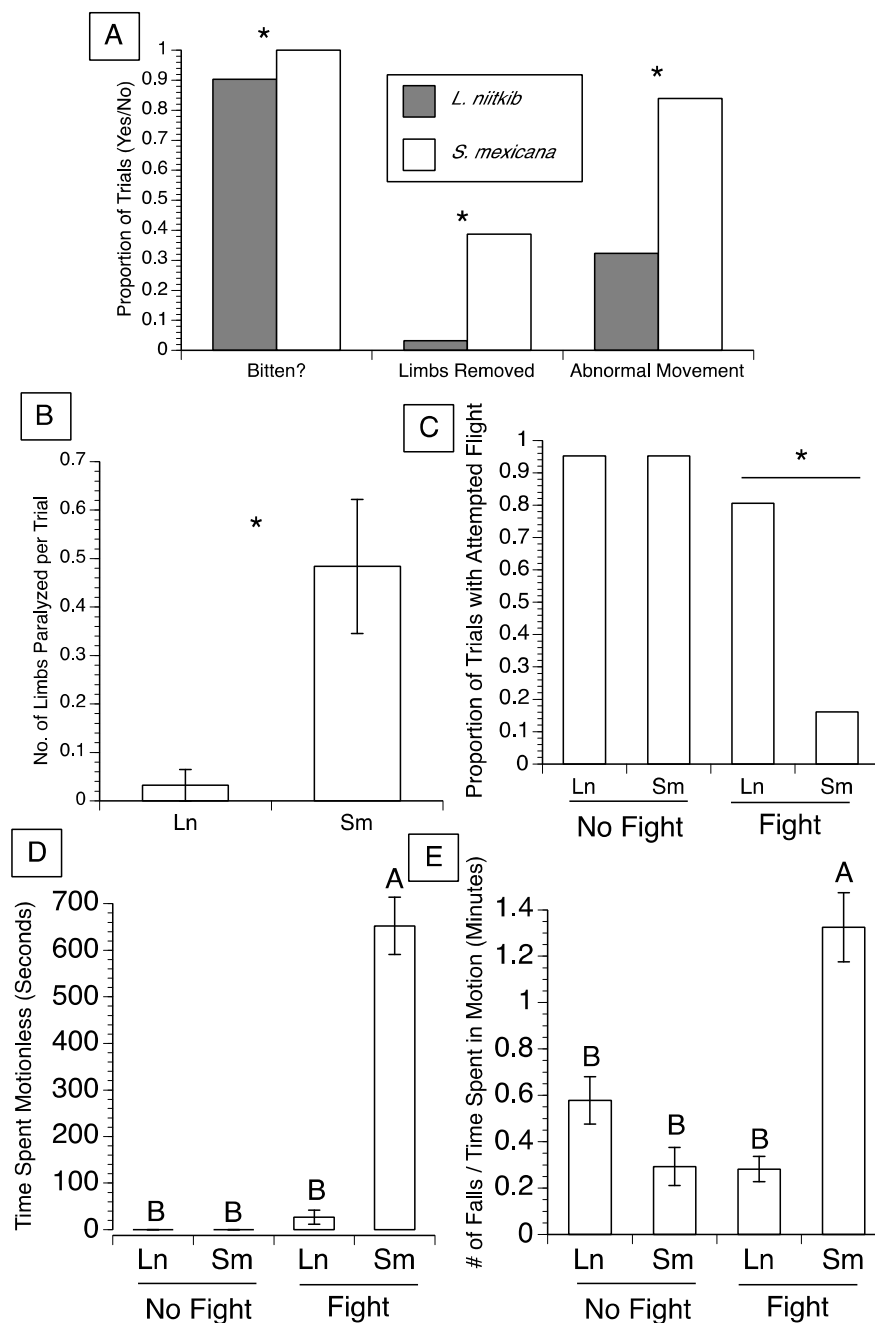 A
*
*
*
L. niitkib
S. mexicana
Proportion of Trials (Yes/No)
1
0.9
0.8
0.7
0.6
0.5
0.4
0.3
0.2
0.1
0
Bitten? Limbs Removed Abnormal Movement
B
No. of Limbs Paralyzed per Trial
0.7
0.6
0.5
0.4
0.3
0.2
0.1
0
*
Ln Sm
C
Proportion of Trials with Attempted Flight
1
0.9
0.8
0.7
0.6
0.5
0.4
0.3
0.2
0.1
0
*
Ln Sm Ln Sm
No Fight Fight
D
Time Spent Motionless (Seconds)
700
600
500
400
300
200
100
0
B B B A
Ln Sm Ln Sm
No Fight Fight
E
# of Falls / Time Spent in Motion (Minutes)
1.4
1.2
1
0.8
0.6
0.4
0.2
0
B B B A
Ln Sm Ln Sm
No Fight Fight